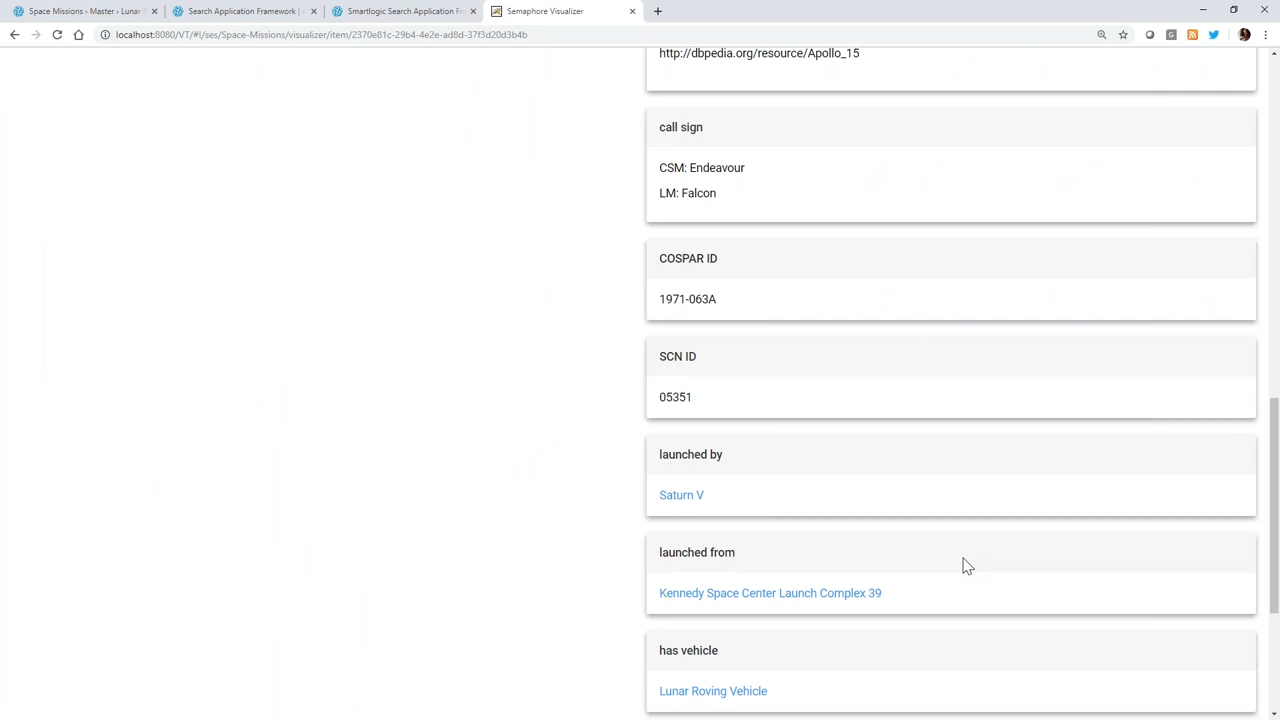 Space Missions › Master › Lunar
Search Application Framework |
Smartlogic Search Application Fr
Semaphore Visualizer
localhost:8080/VT/#!/ses/Space-Missions/visualizer/item/2370e81c-29b4-4e2e-ad8d-37f3d20d3b4b
http://dbpedia.org/resource/Apollo_15
call sign
CSM: Endeavour
LM: Falcon
COSPAR ID
1971-063A
SCN ID
05351
launched by
Saturn V
launched from
Kennedy Space Center Launch Complex 39
has vehicle
Lunar Roving Vehicle